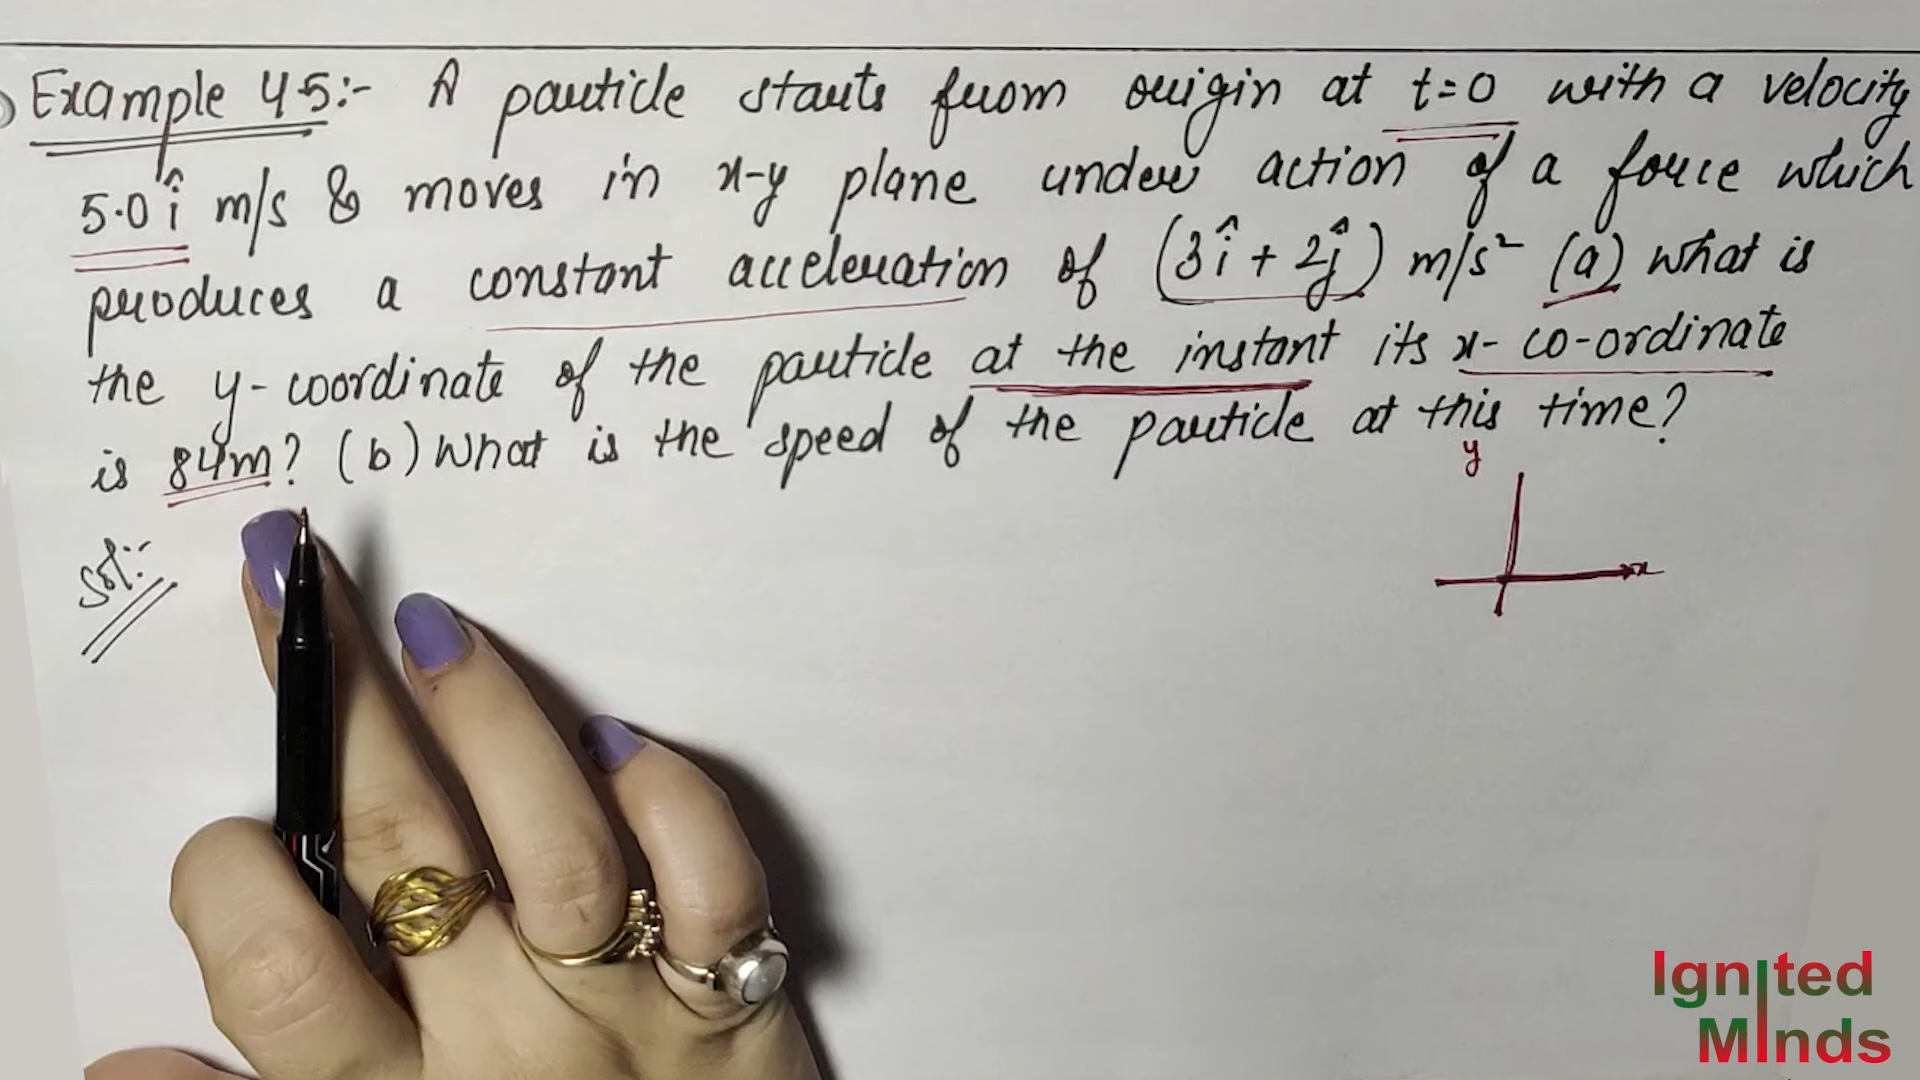 Example 4.5:- A particle starts from origin at t=0 with a velocity
5.0 î m/s & moves in x-y plane under action of a force which
produces a constant acceleration of (3î + 2ĵ) m/s² (a) what is
the y-coordinate of the particle at the instant its x-co-ordinate
is 84m? (b) What is the speed of the particle at this time?
y
x
Sol:-
Ignited
Minds